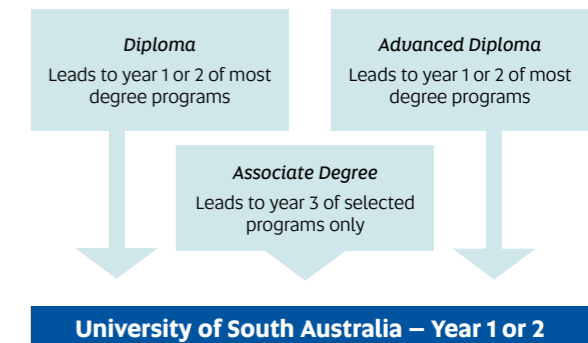 Diploma
Leads to year 1 or 2 of most
degree programs
Advanced Diploma
Leads to year 1 or 2 of most
degree programs
Associate Degree
Leads to year 3 of selected
programs only
University of South Australia – Year 1 or 2